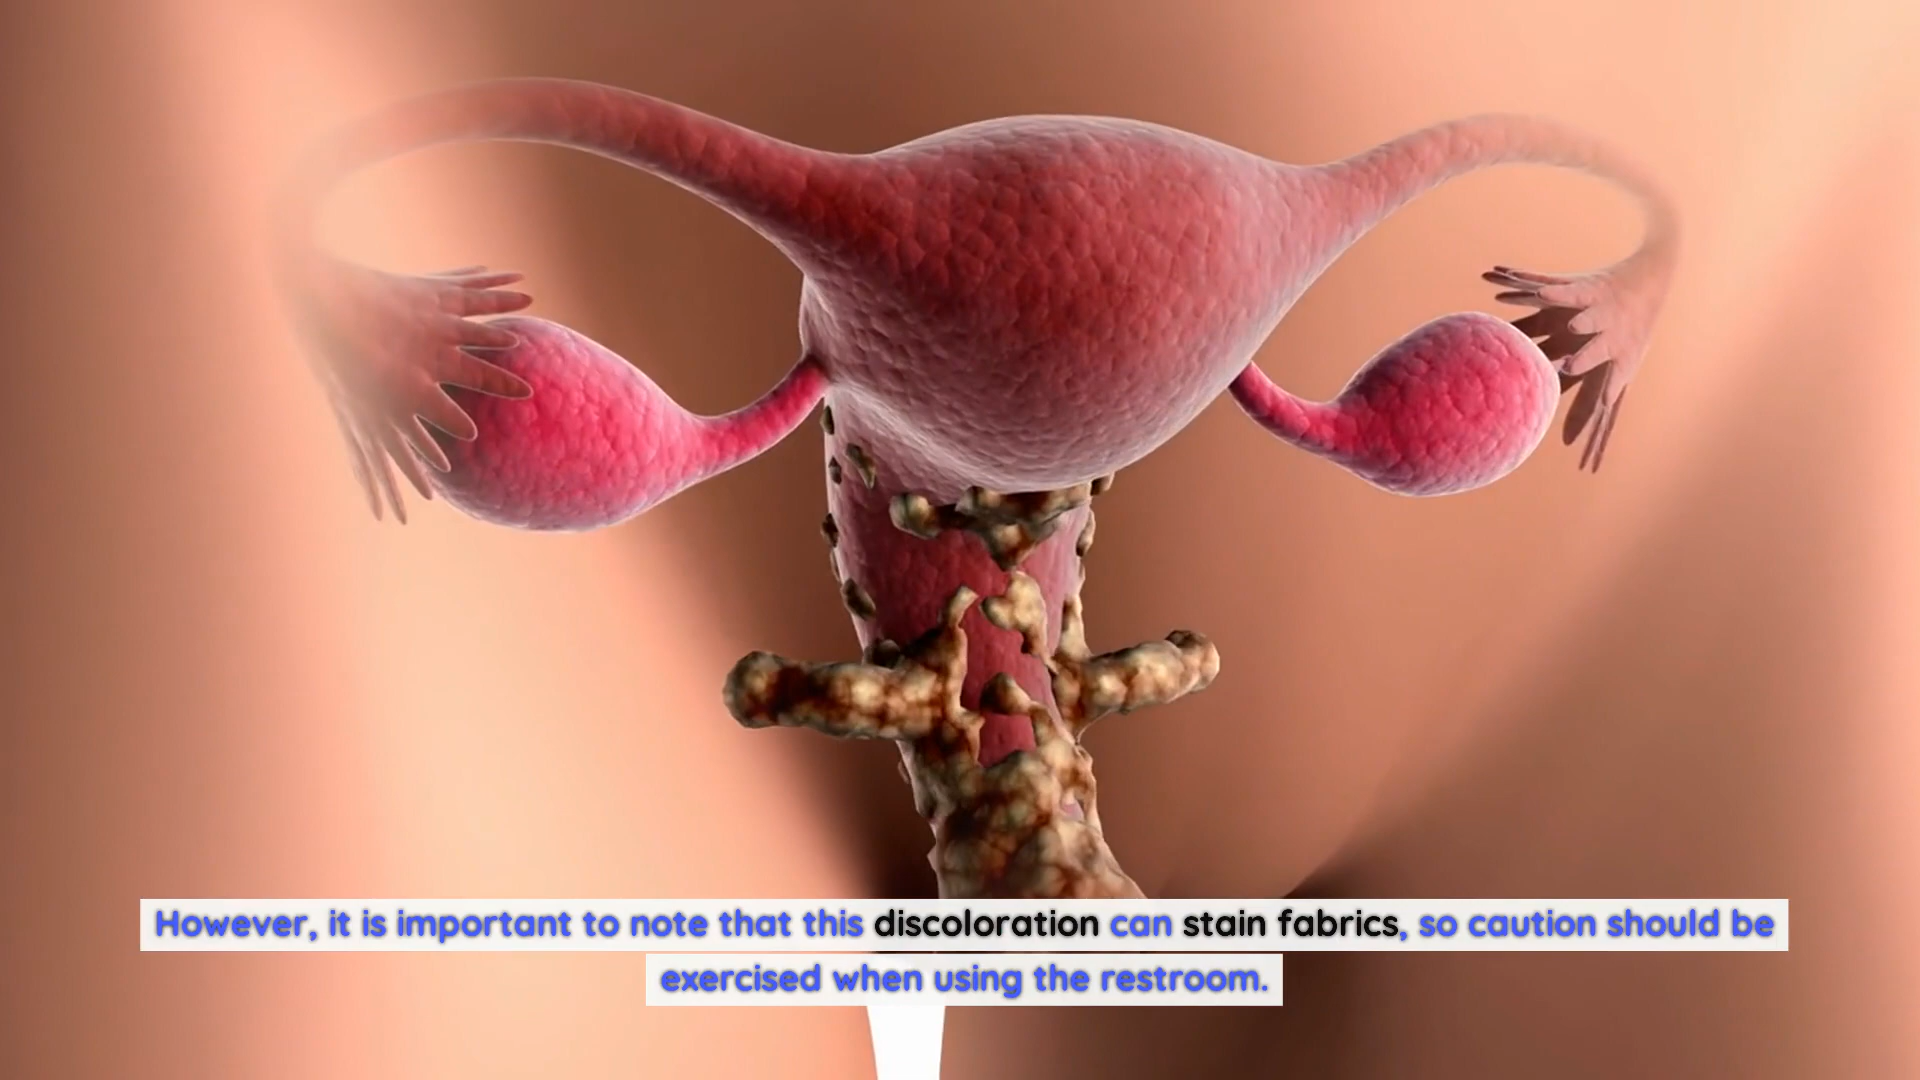 However, it is important to note that this discoloration can stain fabrics, so caution should be
exercised when using the restroom.